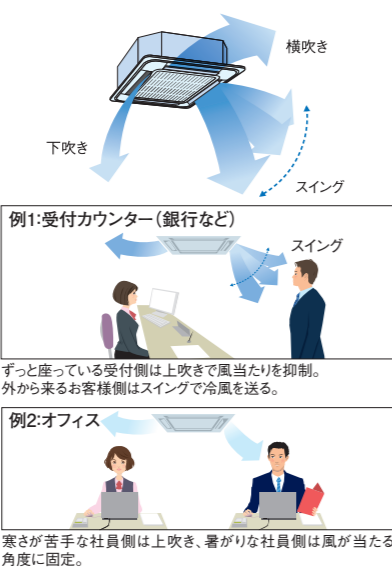 横吹き
下吹き
スイング
例1:受付カウンター(銀行など)
スイング
ずっと座っている受付側は上吹きで風当たりを抑制。
外から来るお客様側はスイングで冷風を送る。
例2:オフィス
寒さが苦手な社員側は上吹き、暑がりな社員側は風が当たる
角度に固定。